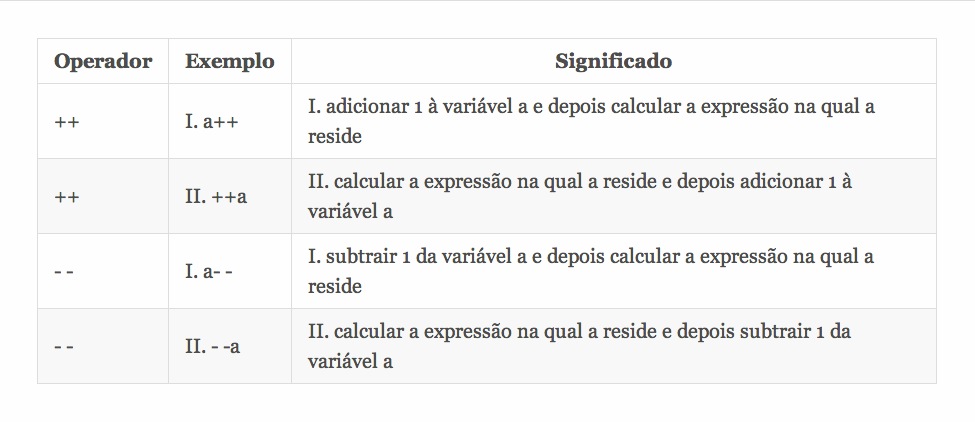 Operador Exemplo Significado
++ I. a++ I. adicionar 1 à variável a e depois calcular a expressão na qual a
reside
++ II. ++a II. calcular a expressão na qual a reside e depois adicionar 1 à
variável a
- - I. a- - I. subtrair 1 da variável a e depois calcular a expressão na qual a
reside
- - II. - -a II. calcular a expressão na qual a reside e depois subtrair 1 da
variável a